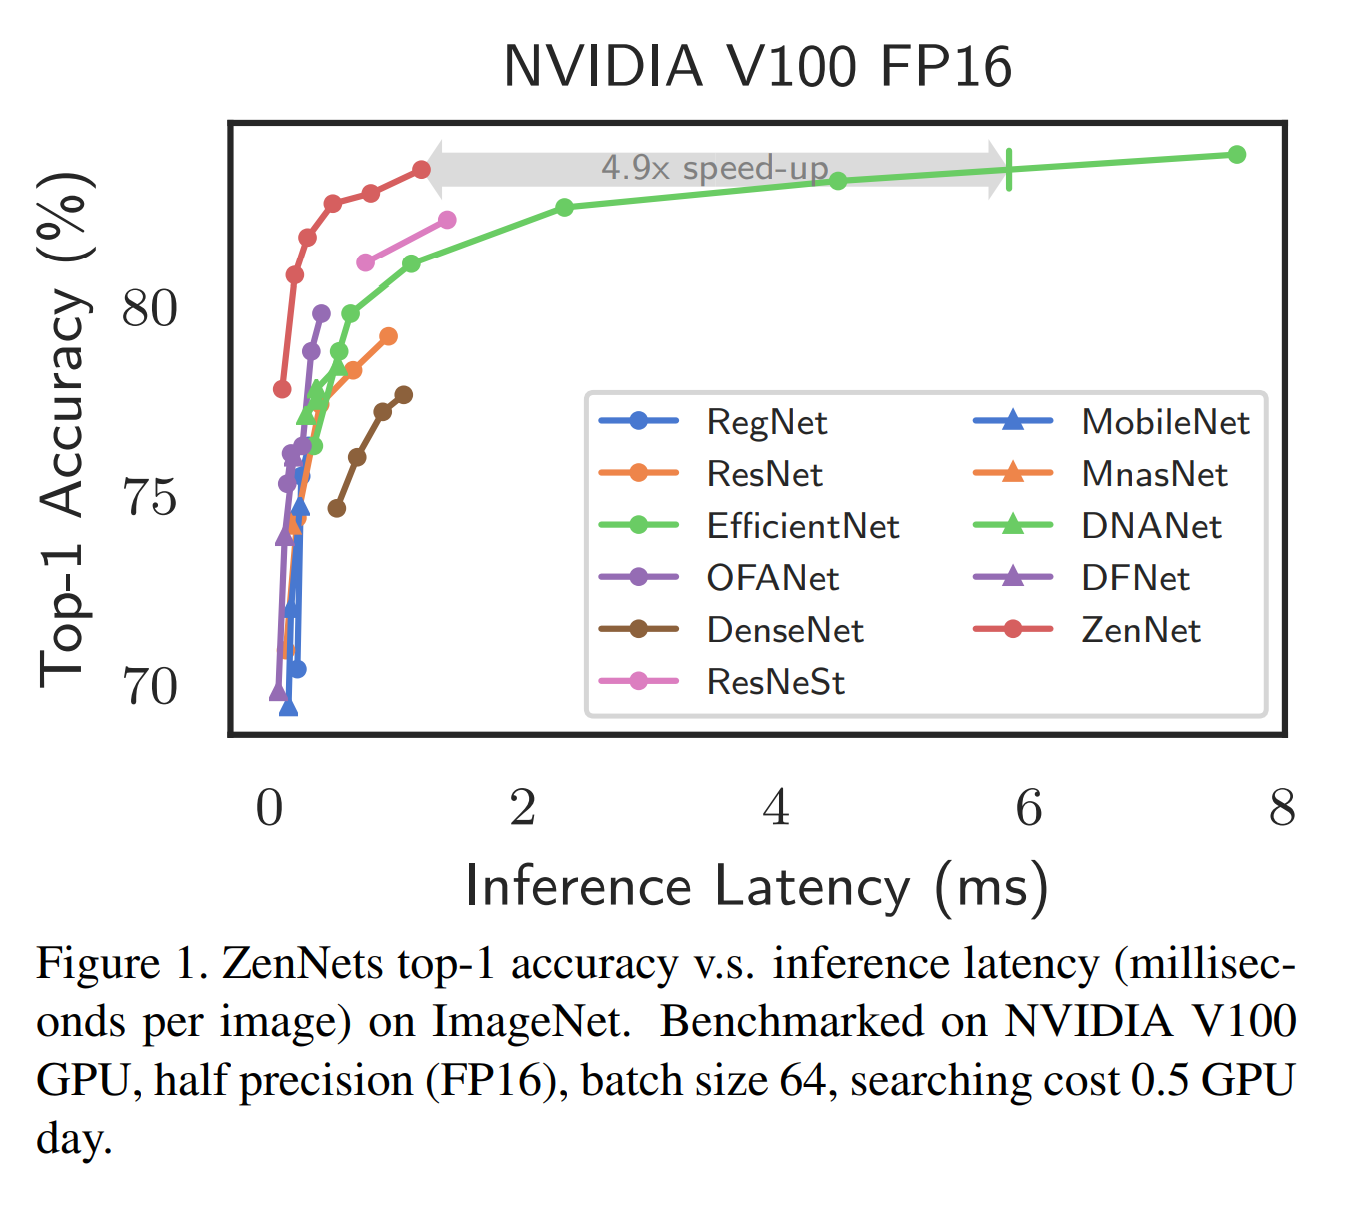 NVIDIA V100 FP16
4.9x speed-up
Top-1 Accuracy (%)
80
75
70
RegNet
ResNet
EfficientNet
OFANet
DenseNet
ResNeSt
MobileNet
MnasNet
DNANet
DFNet
ZenNet
0 2 4 6 8
Inference Latency (ms)
Figure 1. ZenNets top-1 accuracy v.s. inference latency (millisec-
onds per image) on ImageNet. Benchmarked on NVIDIA V100
GPU, half precision (FP16), batch size 64, searching cost 0.5 GPU
day.